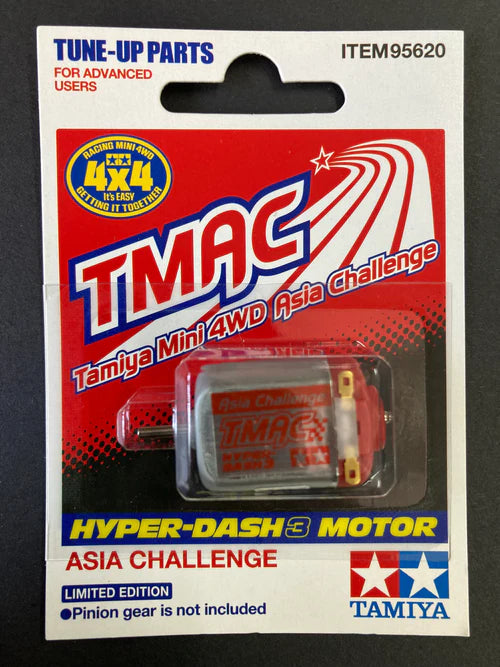 TUNE-UP PARTS
FOR ADVANCED
USERS
ITEM95620
RACING MINI 4WD
4x4
It's EASY
GETTING IT TOGETHER
TMAC
Tamiya Mini 4WD Asia Challenge
Asia Challenge
TMAC
HYPER-DASH3 MOTOR
ASIA CHALLENGE
LIMITED EDITION
●Pinion gear is not included
TAMIYA